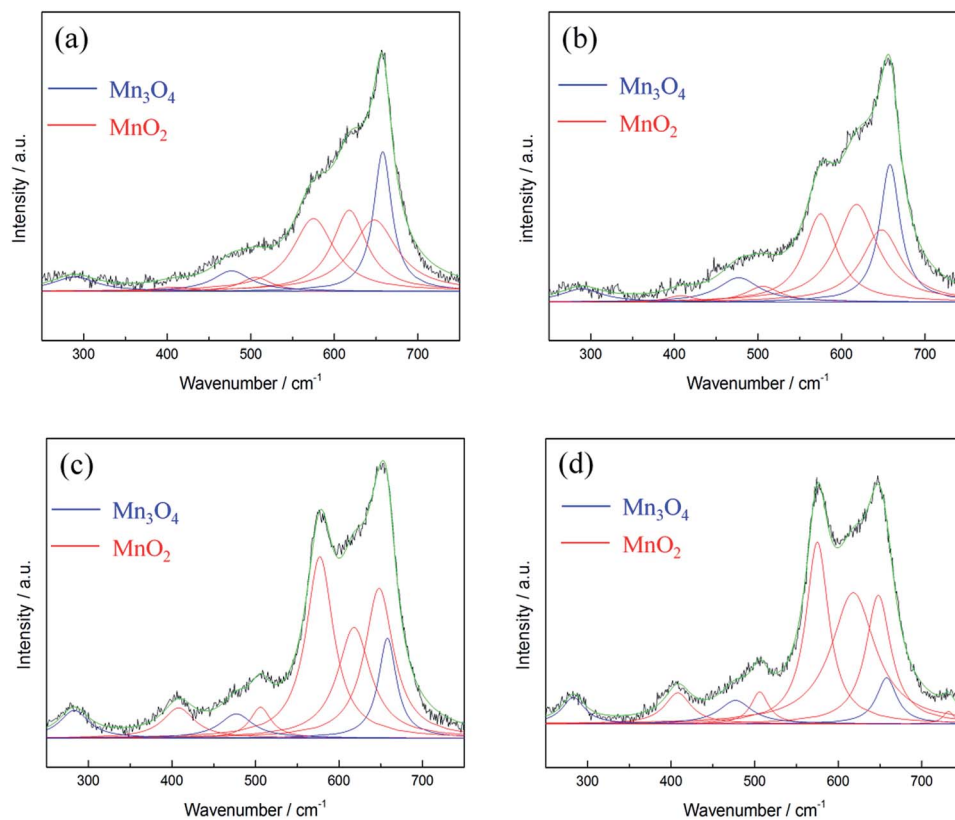 (a)
Mn₃O₄
MnO₂
Intensity / a.u.
300 400 500 600 700
Wavenumber / cm⁻¹
(b)
Mn₃O₄
MnO₂
intensity / a.u.
300 400 500 600 700
Wavenumber / cm⁻¹
(c)
Mn₃O₄
MnO₂
Intensity / a.u.
300 400 500 600 700
Wavenumber / cm⁻¹
(d)
Mn₃O₄
MnO₂
Intensity / a.u.
300 400 500 600 700
Wavenumber / cm⁻¹